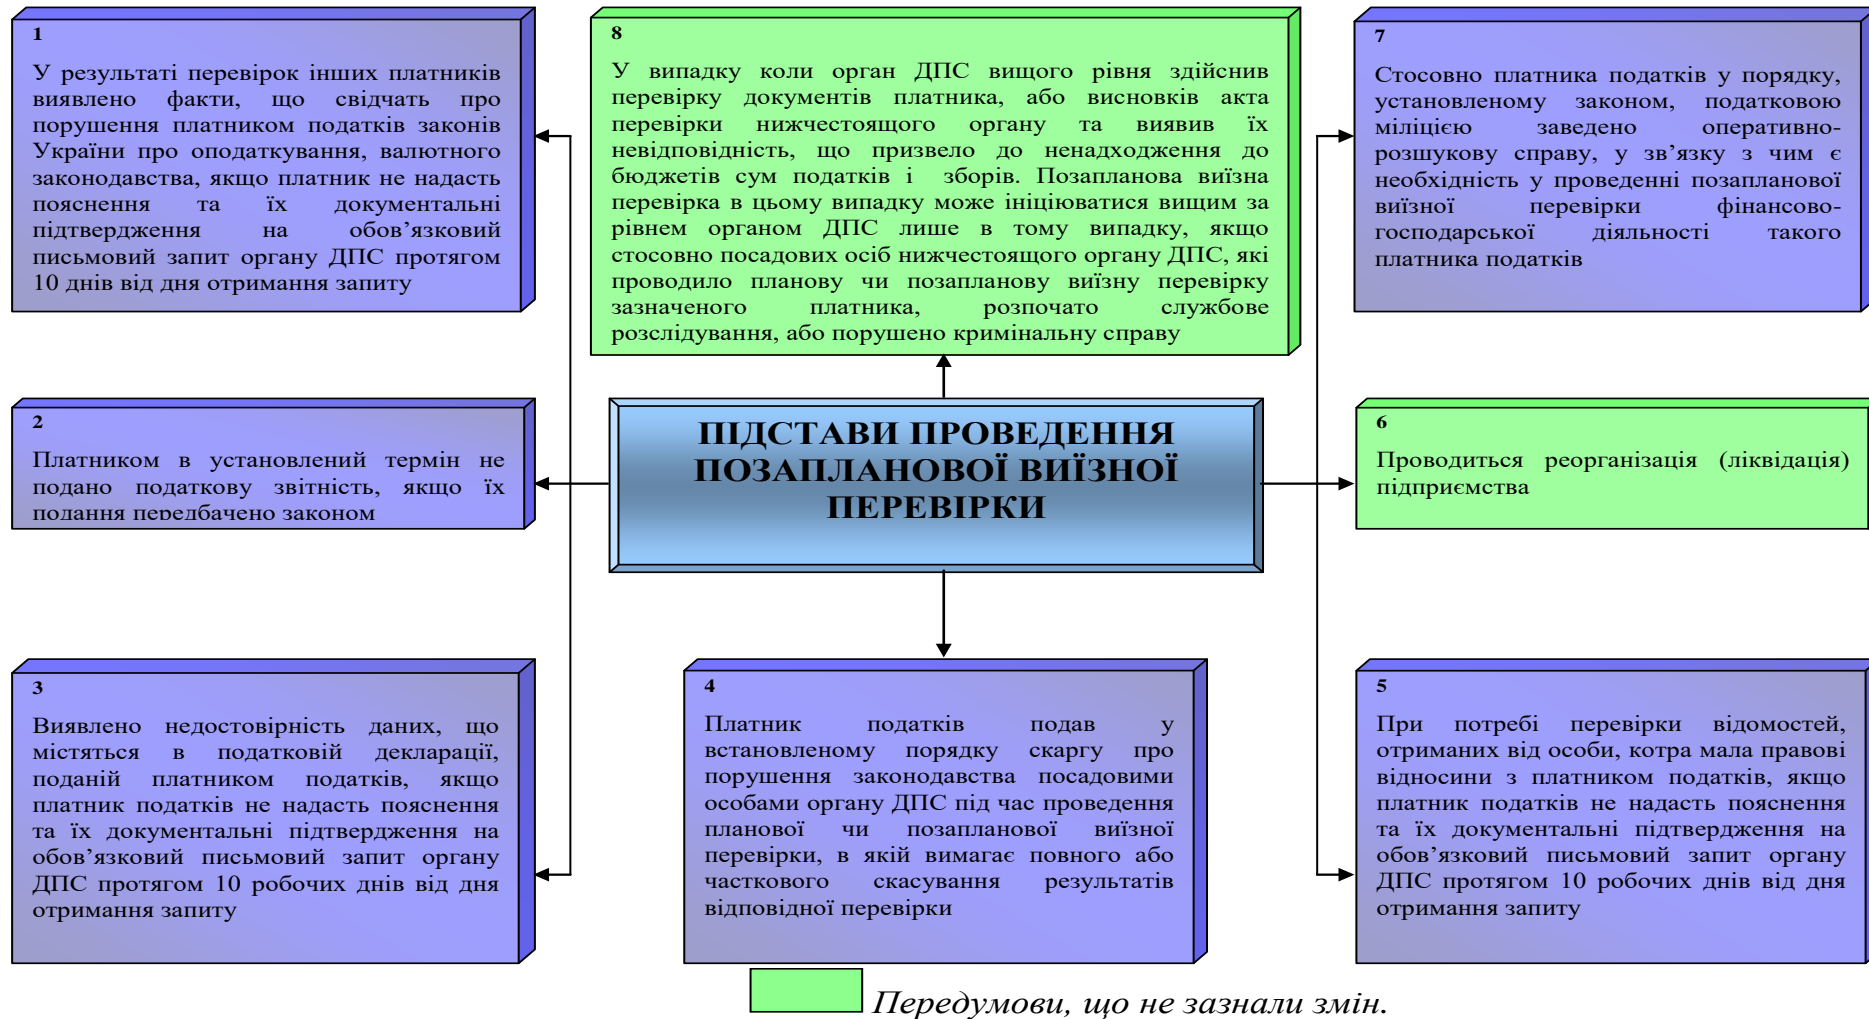 1
У результаті перевірок інших платників
виявлено факти, що свідчать про
порушення платником податків законів
України про оподаткування, валютного
законодавства, якщо платник не надасть
пояснення та їх документальні
підтвердження на обов’язковий
письмовий запит органу ДПС протягом
10 днів від дня отримання запиту
8
У випадку коли орган ДПС вищого рівня здійснив
перевірку документів платника, або висновків акта
перевірки нижчестоящого органу та виявив їх
невідповідність, що призвело до ненадходження до
бюджетів сум податків і зборів. Позапланова виїзна
перевірка в цьому випадку може ініціюватися вищим за
рівнем органом ДПС лише в тому випадку, якщо
стосовно посадових осіб нижчестоящого органу ДПС, які
проводило планову чи позапланову виїзну перевірку
зазначеного платника, розпочато службове
розслідування, або порушено кримінальну справу
7
Стосовно платника податків у порядку,
установленому законом, податковою
міліцією заведено оперативно-
розшукову справу, у зв’язку з чим є
необхідність у проведенні позапланової
виїзної перевірки фінансово-
господарської діяльності такого
платника податків
2
Платником в установлений термін не
подано податкову звітність, якщо їх
подання передбачено законом
ПІДСТАВИ ПРОВЕДЕННЯ
ПОЗАПЛАНОВОЇ ВИЇЗНОЇ
ПЕРЕВІРКИ
6
Проводиться реорганізація (ліквідація)
підприємства
3
Виявлено недостовірність даних, що
містяться в податковій декларації,
поданій платником податків, якщо
платник податків не надасть пояснення
та їх документальні підтвердження на
обов’язковий письмовий запит органу
ДПС протягом 10 робочих днів від дня
отримання запиту
4
Платник податків подав у
встановленому порядку скаргу про
порушення законодавства посадовими
особами органу ДПС під час проведення
планової чи позапланової виїзної
перевірки, в якій вимагає повного або
часткового скасування результатів
відповідної перевірки
5
При потребі перевірки відомостей,
отриманих від особи, котра мала правові
відносини з платником податків, якщо
платник податків не надасть пояснення
та їх документальні підтвердження на
обов’язковий письмовий запит органу
ДПС протягом 10 робочих днів від дня
отримання запиту
Передумови, що не зазнали змін.